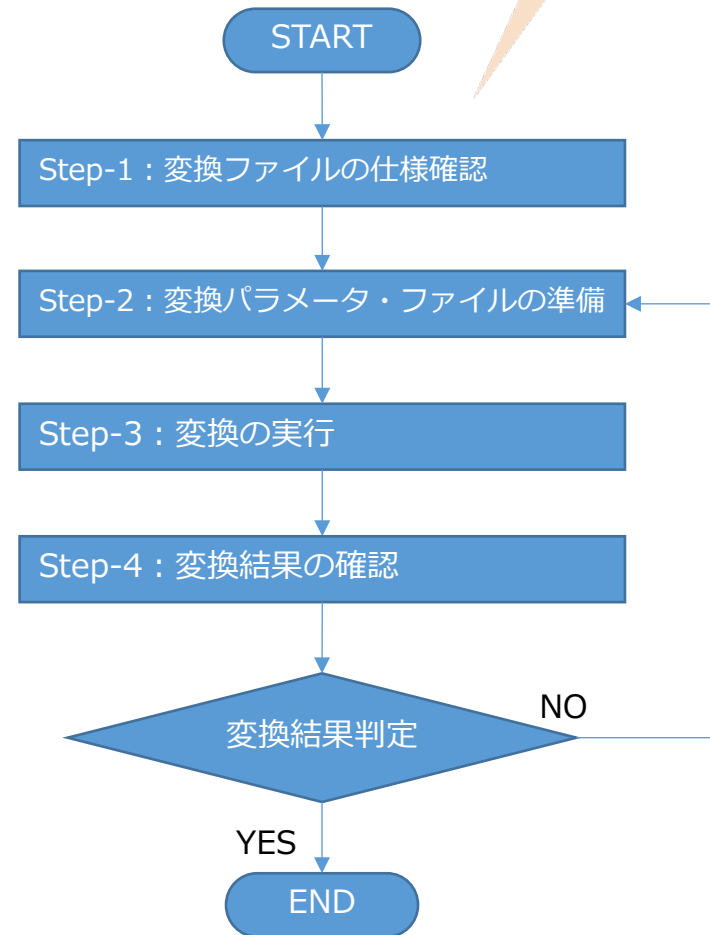 START
Step-1：変換ファイルの仕様確認
Step-2：変換パラメータ・ファイルの準備
Step-3：変換の実行
Step-4：変換結果の確認
変換結果判定
NO
YES
END